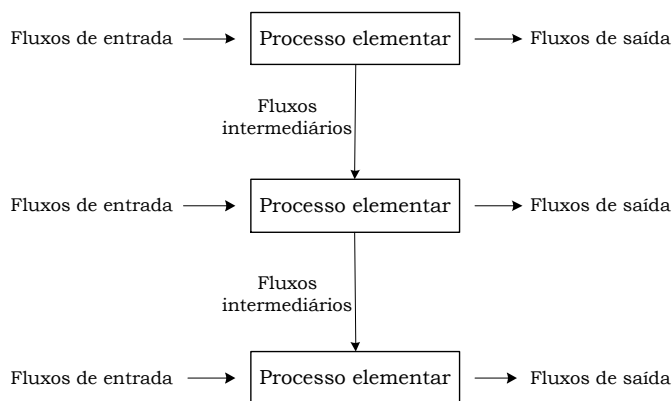 Fluxos de entrada
Processo elementar
Fluxos de saída
Fluxos
intermediários
Fluxos de entrada
Processo elementar
Fluxos de saída
Fluxos
intermediários
Fluxos de entrada
Processo elementar
Fluxos de saída